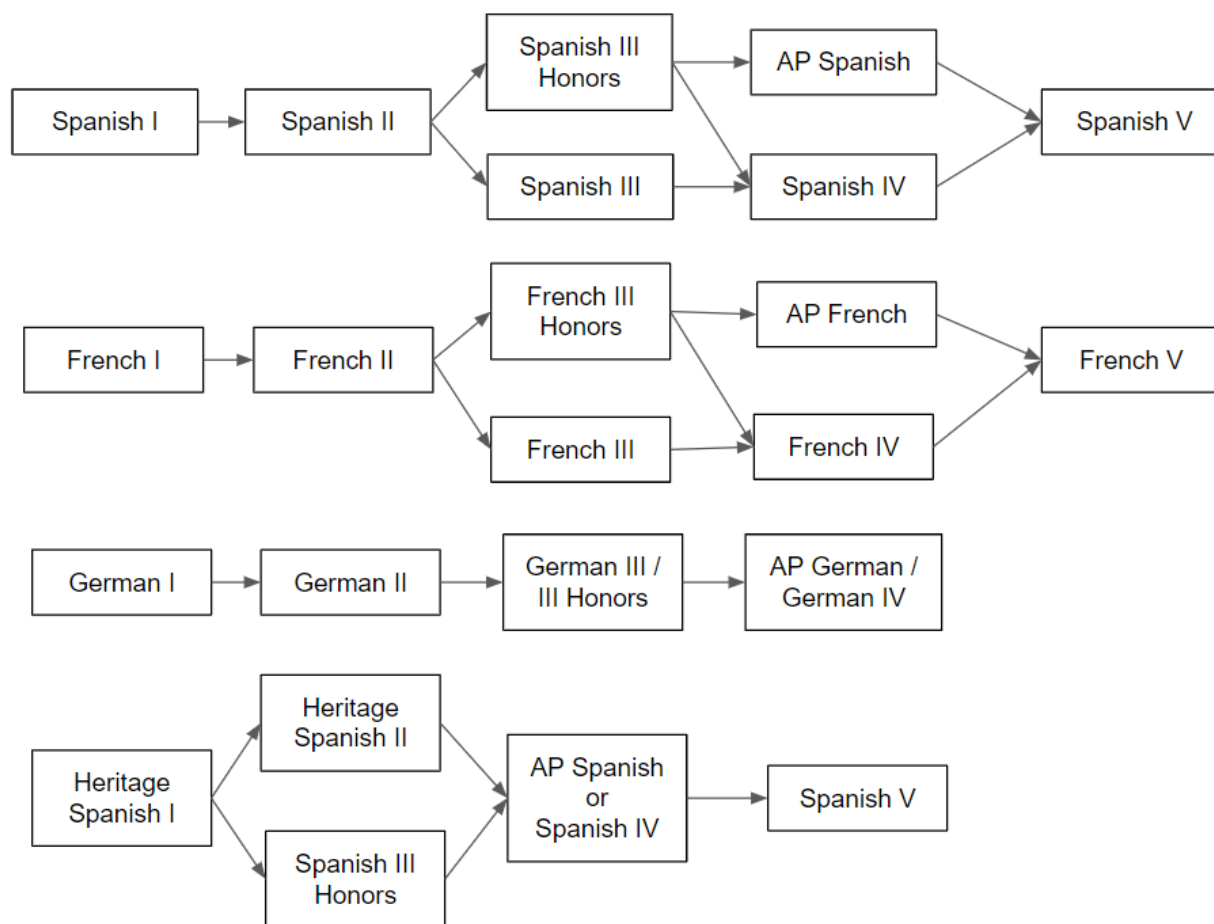 Spanish I
Spanish II
Spanish III
Honors
Spanish III
AP Spanish
Spanish IV
Spanish V
French I
French II
French III
Honors
French III
AP French
French IV
French V
German I
German II
German III /
III Honors
AP German /
German IV
Heritage
Spanish I
Heritage
Spanish II
Spanish III
Honors
AP Spanish
or
Spanish IV
Spanish V